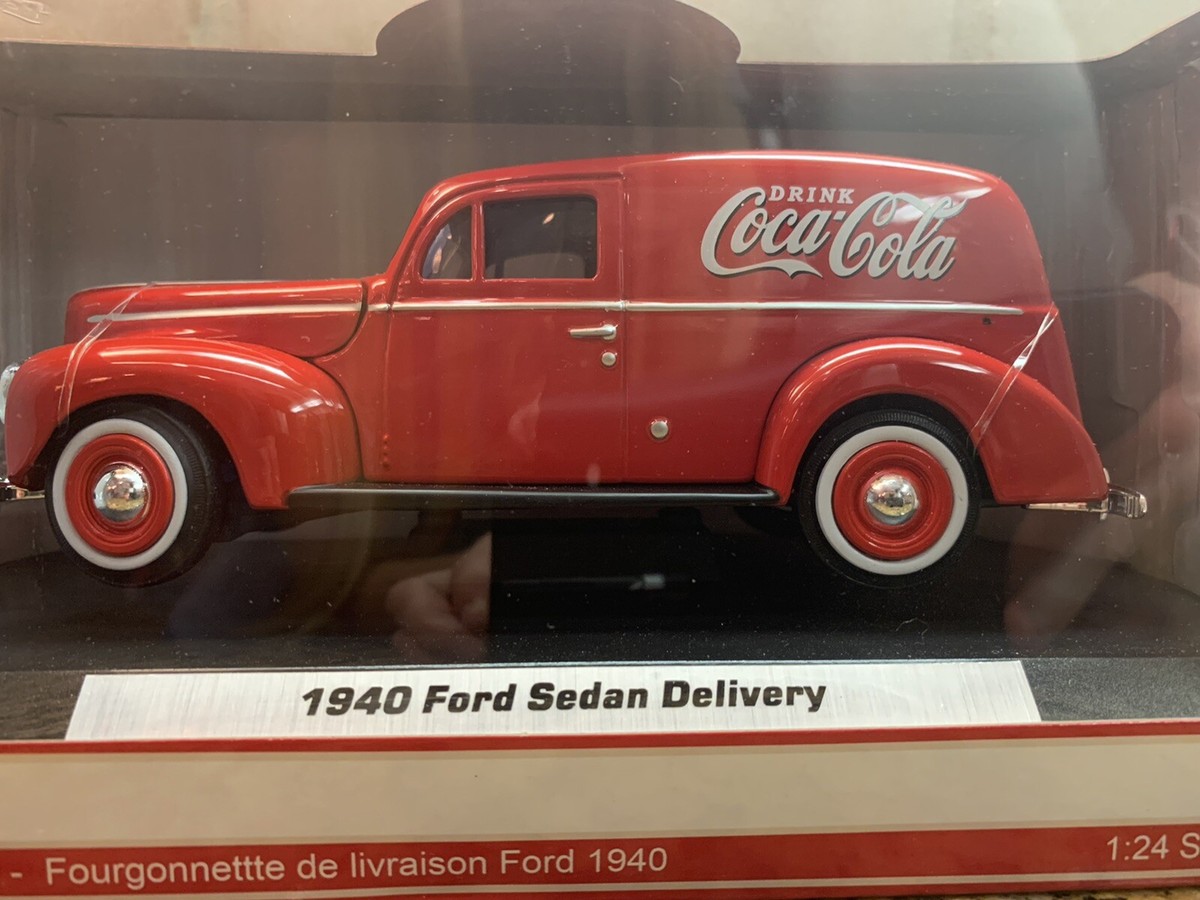 DRINK
Coca-Cola
1940 Ford Sedan Delivery
- Fourgonnettte de livraison Ford 1940
1:24 S